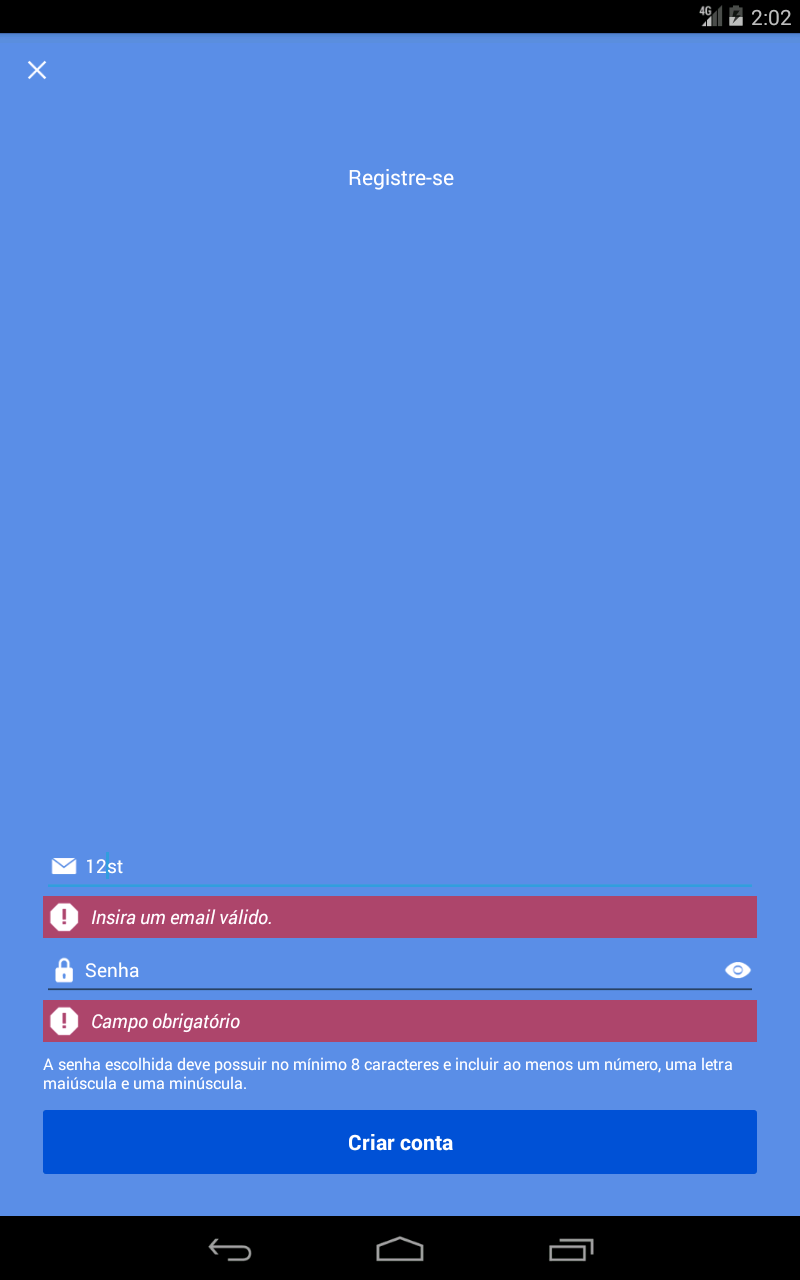 4G 2:02
Registre-se
12st
Insira um email válido.
Senha
Campo obrigatório
A senha escolhida deve possuir no mínimo 8 caracteres e incluir ao menos um número, uma letra
maiúscula e uma minúscula.
Criar conta